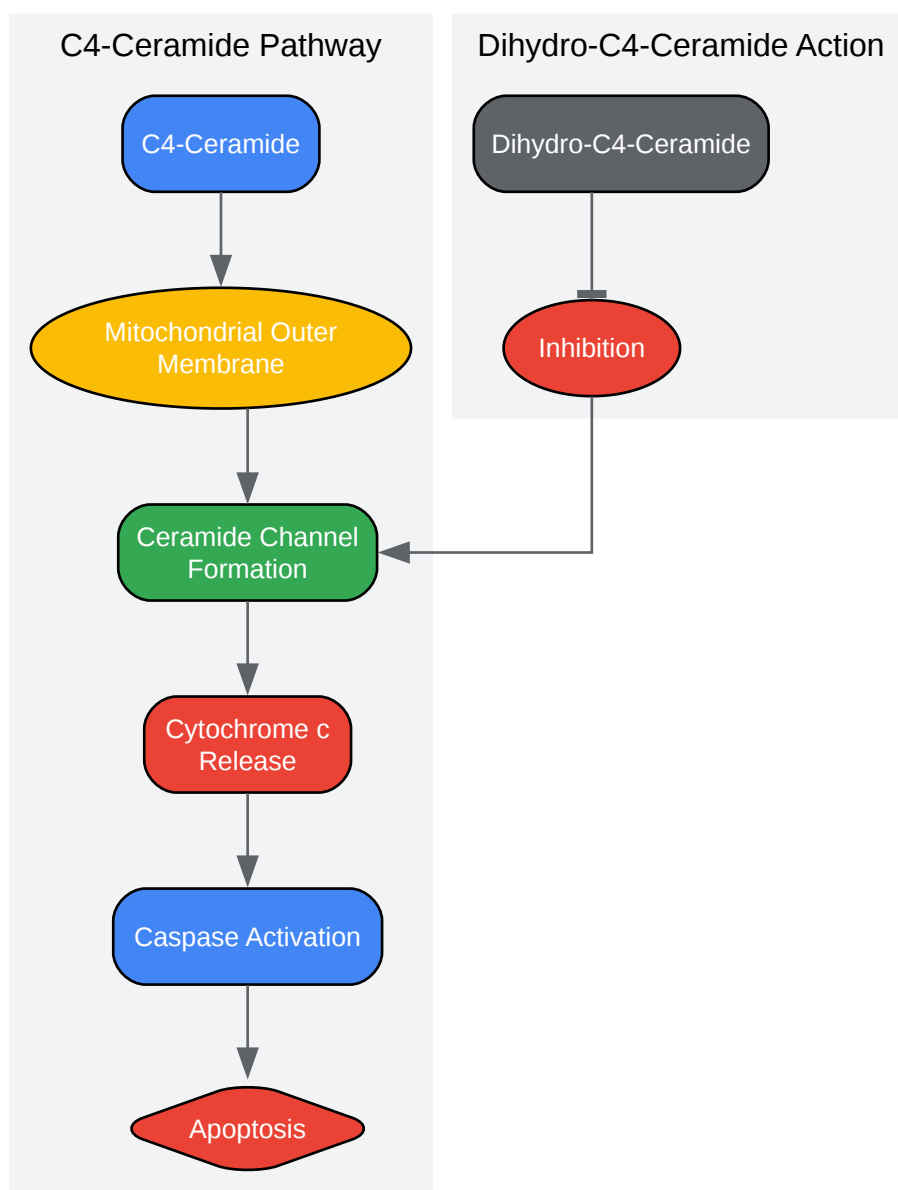 C4-Ceramide Pathway
C4-Ceramide
Mitochondrial Outer
Membrane
Ceramide Channel
Formation
Cytochrome c
Release
Caspase Activation
Apoptosis
Dihydro-C4-Ceramide Action
Dihydro-C4-Ceramide
Inhibition